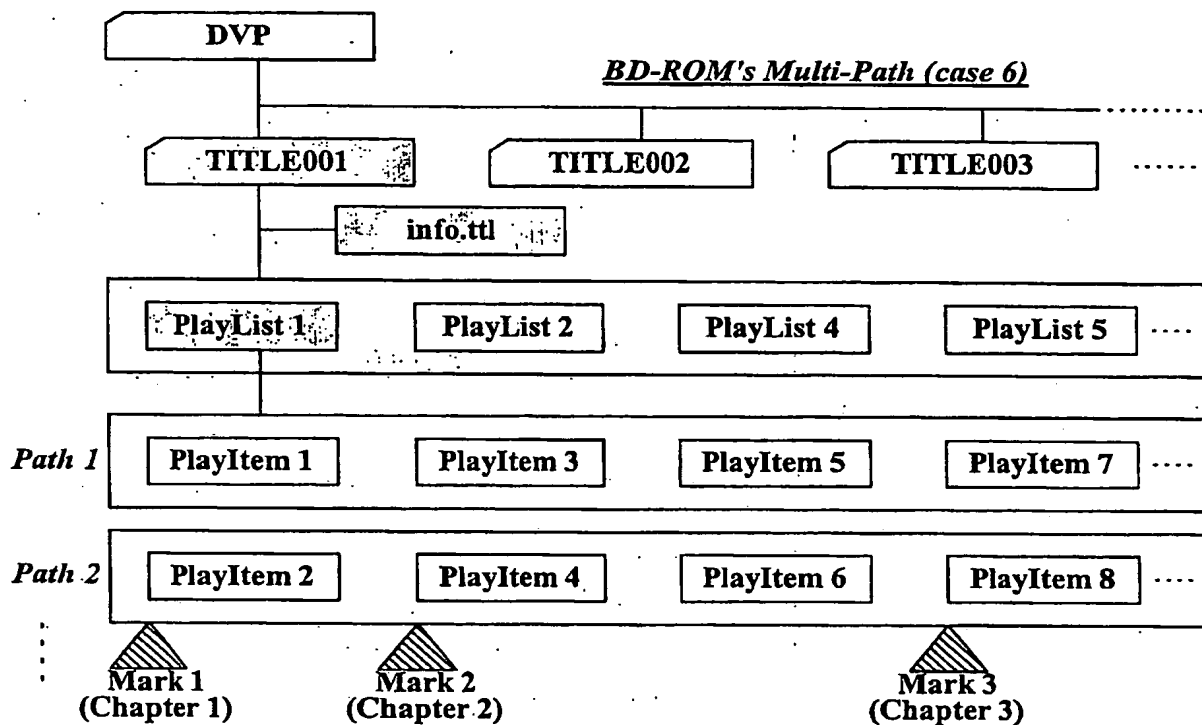 DVP
BD-ROM's Multi-Path (case 6)
TITLE001 TITLE002 TITLE003
info.ttl
PlayList 1 PlayList 2 PlayList 4 PlayList 5
Path 1 PlayItem 1 PlayItem 3 PlayItem 5 PlayItem 7
Path 2 PlayItem 2 PlayItem 4 PlayItem 6 PlayItem 8
Mark 1 Mark 2 Mark 3
(Chapter 1) (Chapter 2) (Chapter 3)